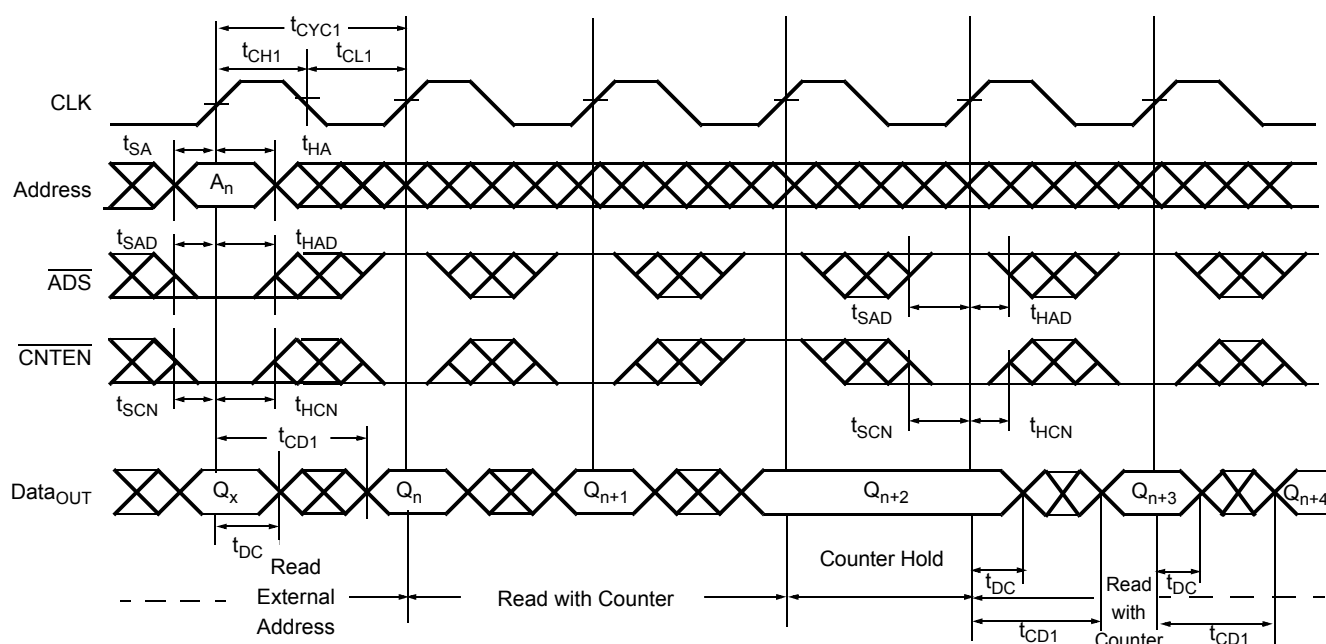 tCYC1
tCH1 tCL1
CLK
tSA tHA
Address An
tSAD tHAD
ADS
tSAD tHAD
CNTEN
tSCN tHCN tSCN tHCN
tCD1
DataOUT Qx Qn Qn+1 Qn+2 Qn+3 Qn+4
tDC Read External Address
Read with Counter
Counter Hold
tDC Read with Counter tDC
tCD1 tCD1